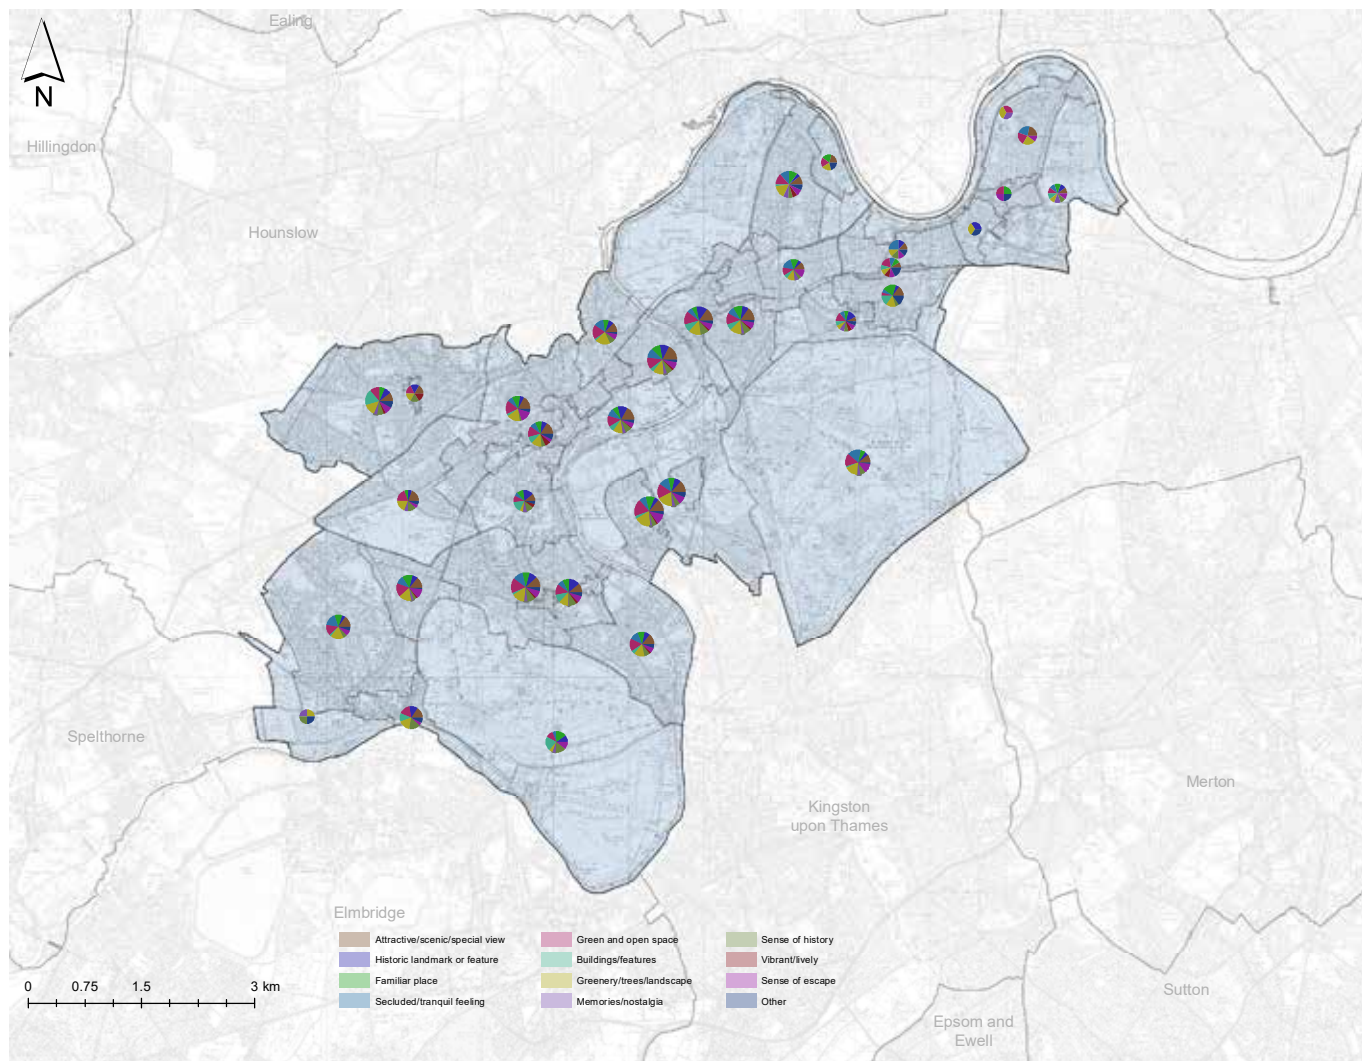 Ealing
N
Hillingdon
Hounslow
Spelthorne
Merton
Kingston
upon Thames
Elmbridge
Attractive/scenic/special view
Historic landmark or feature
Familiar place
Secluded/tranquil feeling
Green and open space
Buildings/features
Greenery/trees/landscape
Memories/nostalgia
Sense of history
Vibrant/lively
Sense of escape
Other
0 0.75 1.5 3 km
Sutton
Epsom and
Ewell